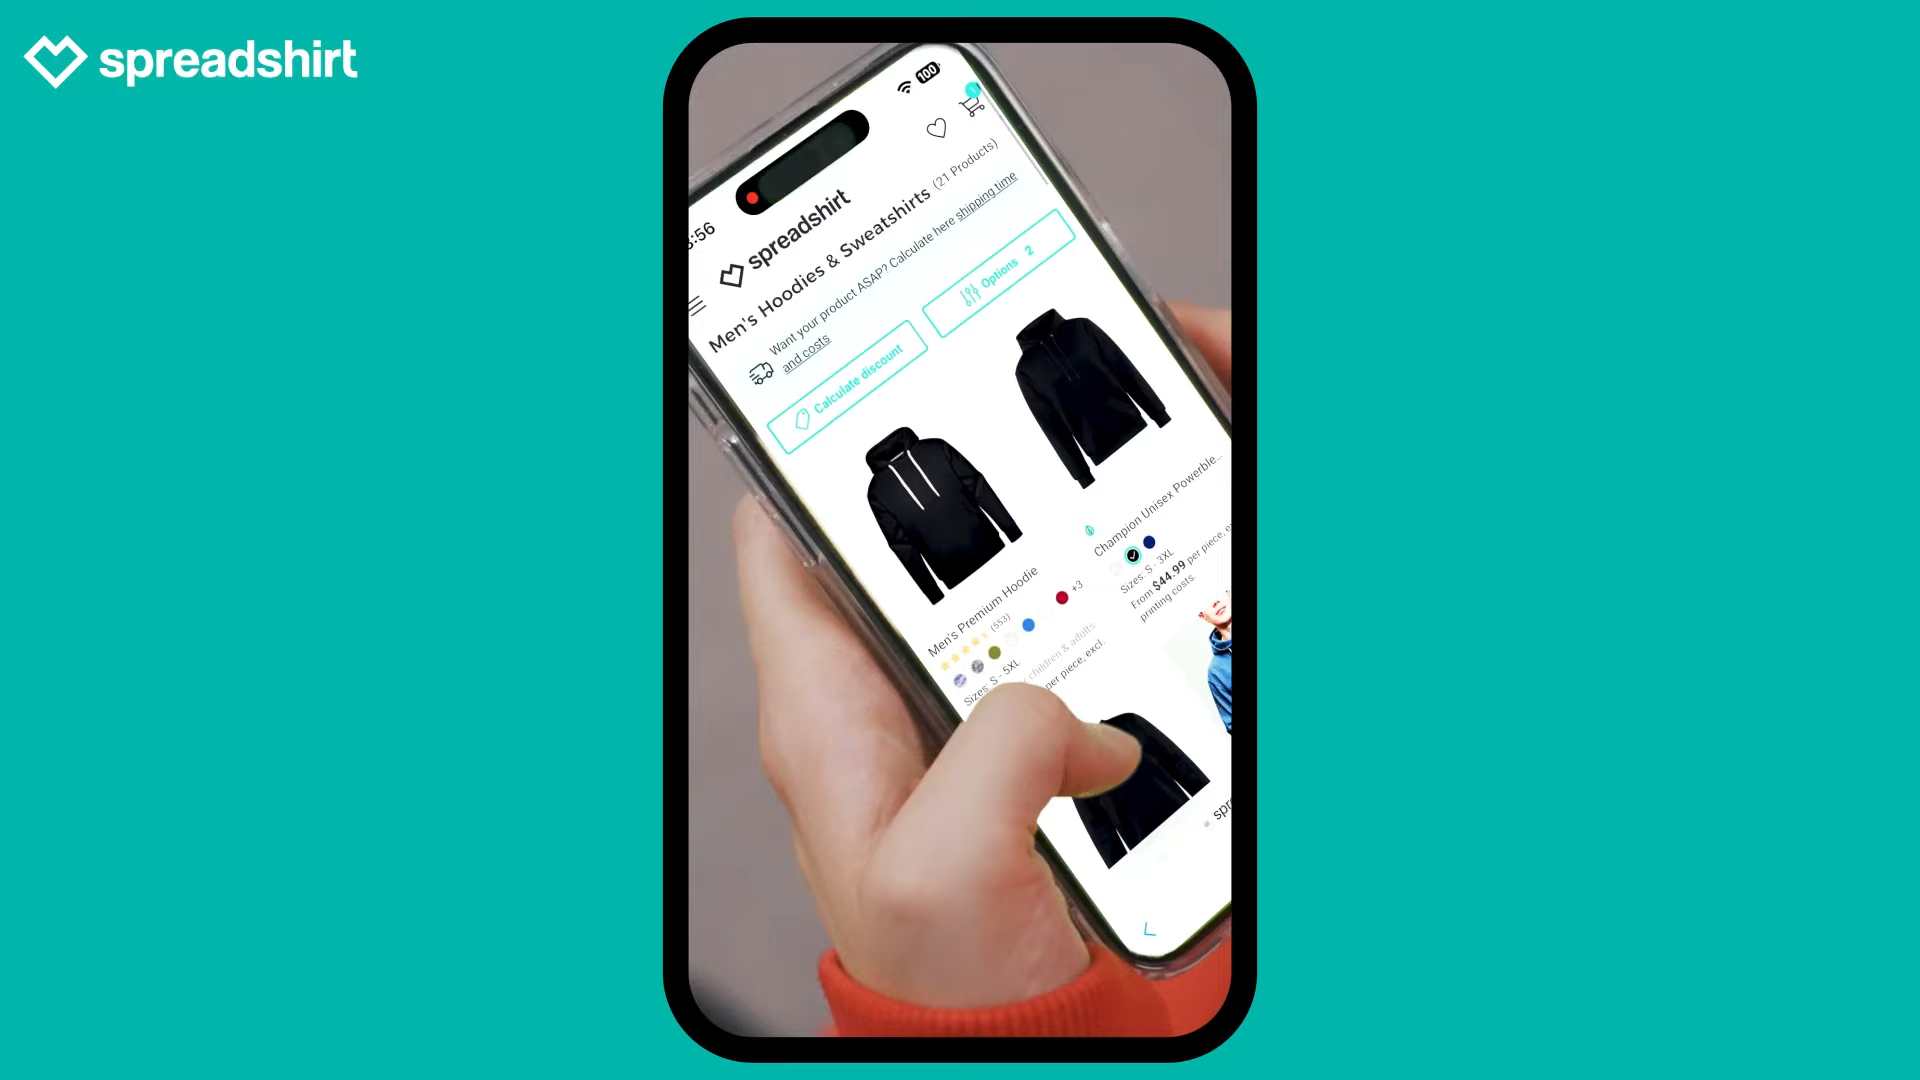 spreadshirt
100
:56
1
spreadshirt
Men's Hoodies & Sweatshirts (21 Products)
Want your product ASAP? Calculate here shipping time
and costs
Calculate discount
Options 2
Men's Premium Hoodie
(553)
+3
Sizes: S - 5XL
children & adults
per piece, excl.
Champion Unisex Powerble...
Sizes: S - 3XL
From $44.99 per piece,
printing costs